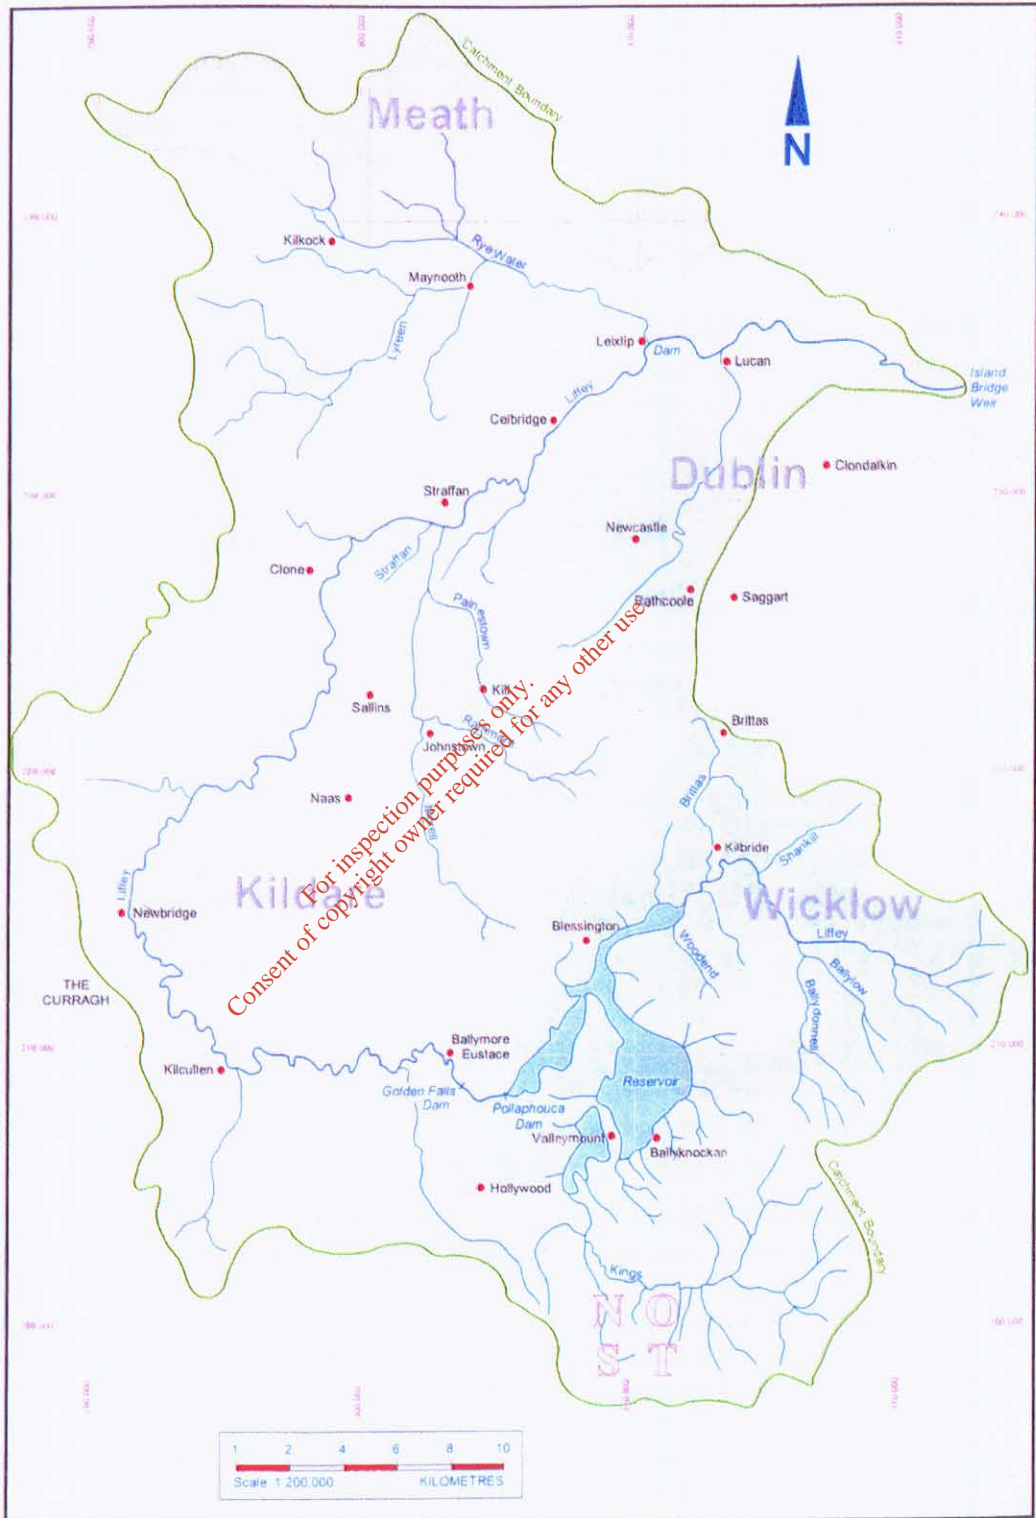 Catchment Boundary
Meath
N
Kilkock
Rye Water
Maynooth
Lyreen
Leixlip
Dam
Lucan
Island
Bridge
Weir
Liffey
Celbridge
Dublin
Clondalkin
Straffan
Newcastle
Straffan
Clone
Painestown
Rathcoole
Saggart
Kill
Sallins
Johnstown
Brittas
Naas
Brittas
Kilbride
Shankill
Liffey
Kildare
Newbridge
Wicklow
Blessington
Liffey
Woodend
Ballylow
Ballydonnell
THE
CURRAGH
Ballymore
Eustace
Kilcullen
Golden Falls
Dam
Pollaphouca
Dam
Reservoir
Valleymount
Ballyknockan
Hollywood
Catchment Boundary
Kings
N O
S T
1 2 4 6 8 10
Scale 1:200,000 KILOMETRES
For inspection purposes only.
Consent of copyright owner required for any other use.